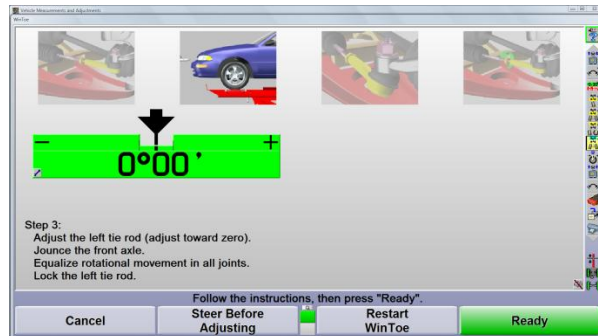 Vehicle Measurements and Adjustments
WinToe
- +
0°00'
Step 3:
Adjust the left tie rod (adjust toward zero).
Jounce the front axle.
Equalize rotational movement in all joints.
Lock the left tie rod.
Follow the instructions, then press "Ready".
Cancel
Steer Before
Adjusting
Restart
WinToe
Ready